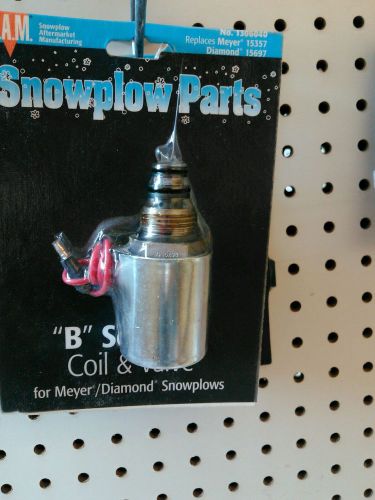 .A.M.
Snowplow
Aftermarket
Manufacturing
No. 1306040
Replaces Meyer® 15357
Diamond® 15697
Snowplow Parts
"B" S
Coil & Valve
for Meyer®/Diamond® Snowplows